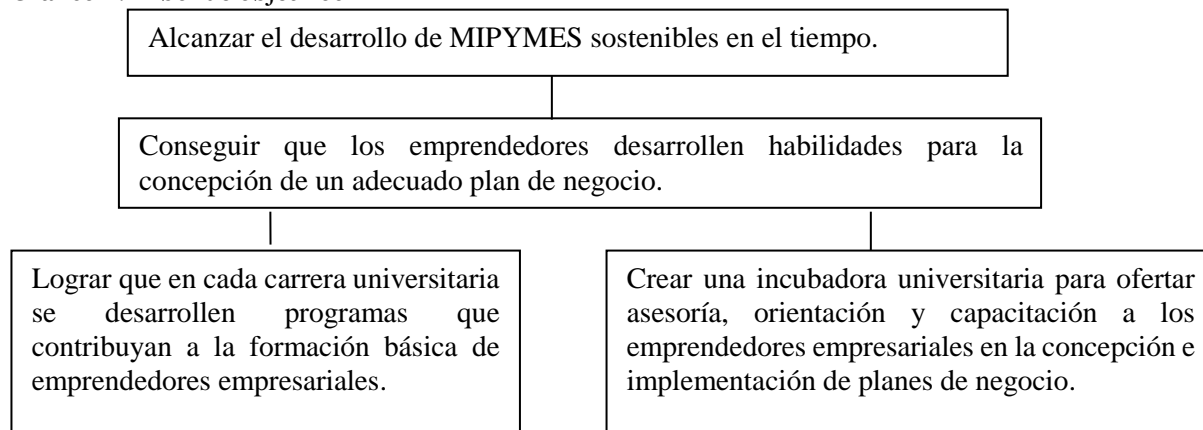 Alcanzar el desarrollo de MIPYMES sostenibles en el tiempo.
Conseguir que los emprendedores desarrollen habilidades para la
concepción de un adecuado plan de negocio.
Lograr que en cada carrera universitaria
se desarrollen programas que
contribuyan a la formación básica de
emprendedores empresariales.
Crear una incubadora universitaria para ofertar
asesoría, orientación y capacitación a los
emprendedores empresariales en la concepción e
implementación de planes de negocio.